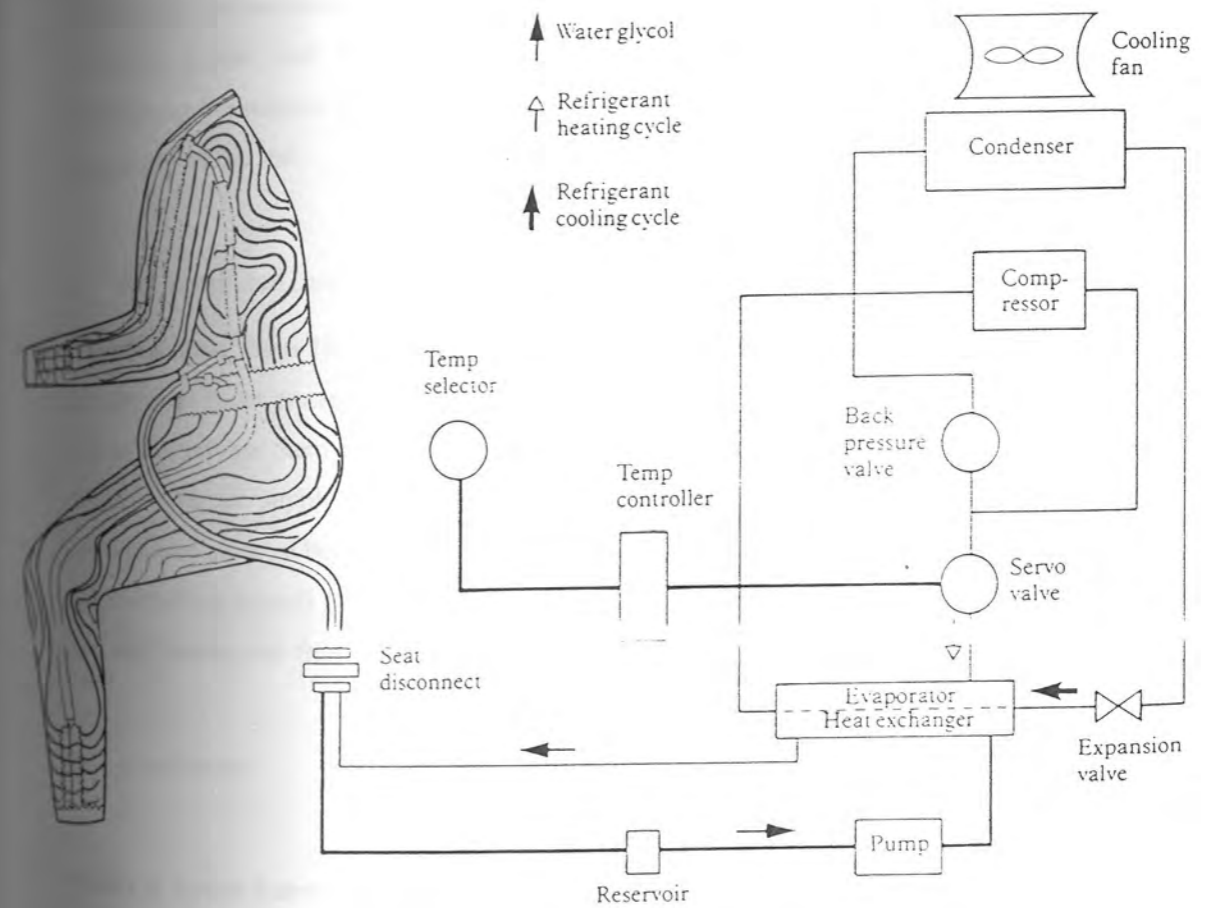 Water glycol
Refrigerant
heating cycle
Refrigerant
cooling cycle
Cooling
fan
Condenser
Comp-
ressor
Temp
selector
Back
pressure
valve
Temp
controller
Servo
valve
Seat
disconnect
Evaporator
Heat exchanger
Expansion
valve
Pump
Reservoir